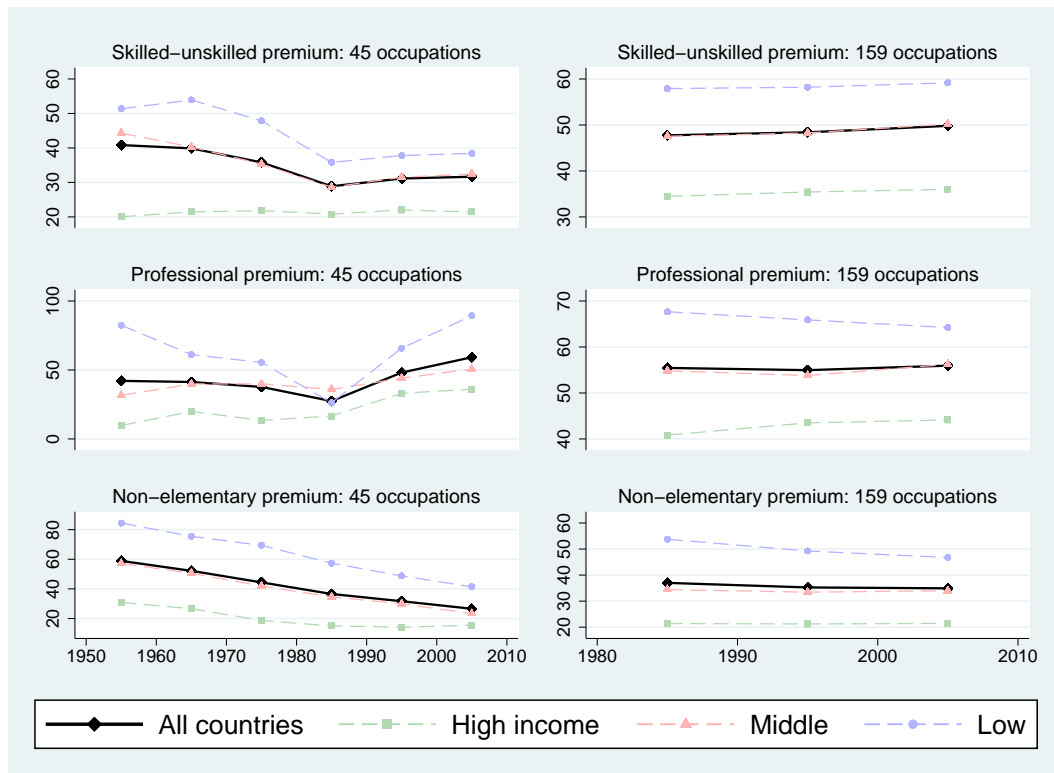 Skilled−unskilled premium: 45 occupations
60
50
40
30
20
Skilled−unskilled premium: 159 occupations
60
50
40
30
Professional premium: 45 occupations
100
50
0
Professional premium: 159 occupations
70
60
50
40
Non−elementary premium: 45 occupations
80
60
40
20
1950 1960 1970 1980 1990 2000 2010
Non−elementary premium: 159 occupations
60
50
40
30
20
1980 1990 2000 2010
All countries High income Middle Low